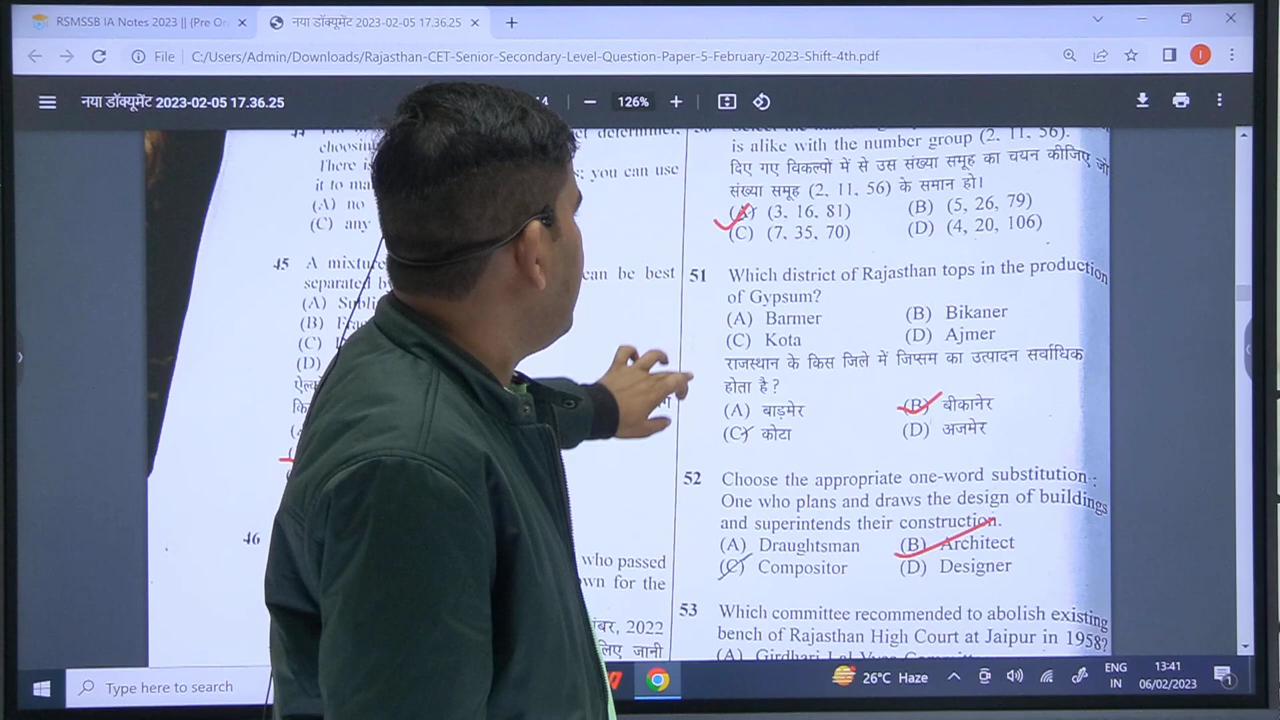 RSMSSB IA Notes 2023 || (Pre On
नया डॉक्यूमेंट 2023-02-05 17.36.25
File
C:/Users/Admin/Downloads/Rajasthan-CET-Senior-Secondary-Level-Question-Paper-5-February-2023-Shift-4th.pdf
नया डॉक्यूमेंट 2023-02-05 17.36.25
126%
choosing
There is
s; you can use
it to ma
(A) no
(C) any
45 A mixture
can be best
separated by
(A) Subli
(B) Fra
(C)
(D)
46
who passed
wn for the
2022
लिए जानी
is alike with the number group (2, 11, 56).
दिए गए विकल्पों में से उस संख्या समूह का चयन कीजिए जो
संख्या समूह (2, 11, 56) के समान हो।
(A) (3, 16, 81) (B) (5, 26, 79)
(C) (7, 35, 70) (D) (4, 20, 106)
51 Which district of Rajasthan tops in the production
of Gypsum?
(A) Barmer (B) Bikaner
(C) Kota (D) Ajmer
राजस्थान के किस जिले में जिप्सम का उत्पादन सर्वाधिक
होता है?
(A) बाड़मेर (B) बीकानेर
(C) कोटा (D) अजमेर
52 Choose the appropriate one-word substitution :
One who plans and draws the design of buildings
and superintends their construction.
(A) Draughtsman (B) Architect
(C) Compositor (D) Designer
53 Which committee recommended to abolish existing
bench of Rajasthan High Court at Jaipur in 1958?
Type here to search
26°C Haze
ENG
IN
13:41
06/02/2023
1